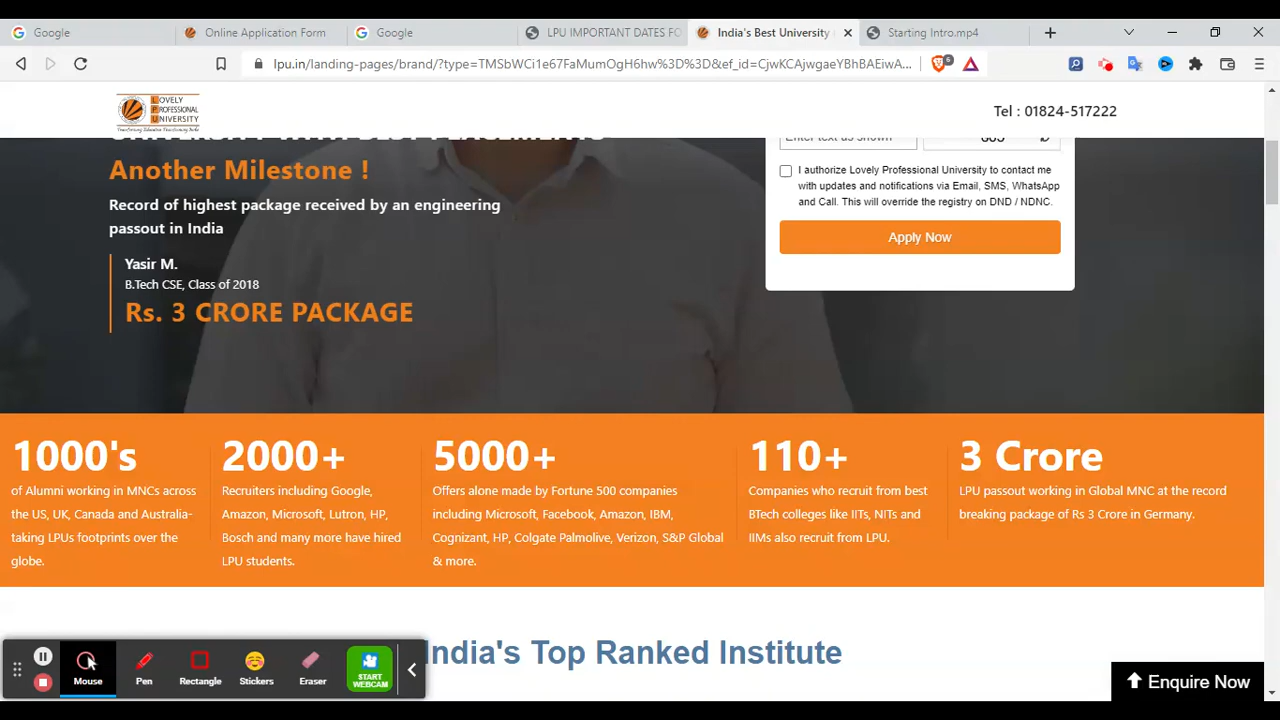 Google
Online Application Form
Google
LPU IMPORTANT DATES FO
India's Best University
Starting Intro.mp4
lpu.in/landing-pages/brand/?type=TMSbWCi1e67FaMumOgH6hw%3D%3D&ef_id=CjwKCAjwgaeYBhBAEiwA...
6
LOVELY
PROFESSIONAL
UNIVERSITY
Transforming Education Transforming India
Tel : 01824-517222
Another Milestone !
Record of highest package received by an engineering
passout in India
Yasir M.
B.Tech CSE, Class of 2018
Rs. 3 CRORE PACKAGE
Enter text as shown
I authorize Lovely Professional University to contact me
with updates and notifications via Email, SMS, WhatsApp
and Call. This will override the registry on DND / NDNC.
Apply Now
1000's
of Alumni working in MNCs across
the US, UK, Canada and Australia-
taking LPUs footprints over the
globe.
2000+
Recruiters including Google,
Amazon, Microsoft, Lutron, HP,
Bosch and many more have hired
LPU students.
5000+
Offers alone made by Fortune 500 companies
including Microsoft, Facebook, Amazon, IBM,
Cognizant, HP, Colgate Palmolive, Verizon, S&P Global
& more.
110+
Companies who recruit from best
BTech colleges like IITs, NITs and
IIMs also recruit from LPU.
3 Crore
LPU passout working in Global MNC at the record
breaking package of Rs 3 Crore in Germany.
India's Top Ranked Institute
Mouse
Pen
Rectangle
Stickers
Eraser
START
WEBCAM
Enquire Now